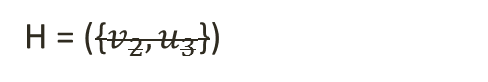 H = ({v₂, u₃})